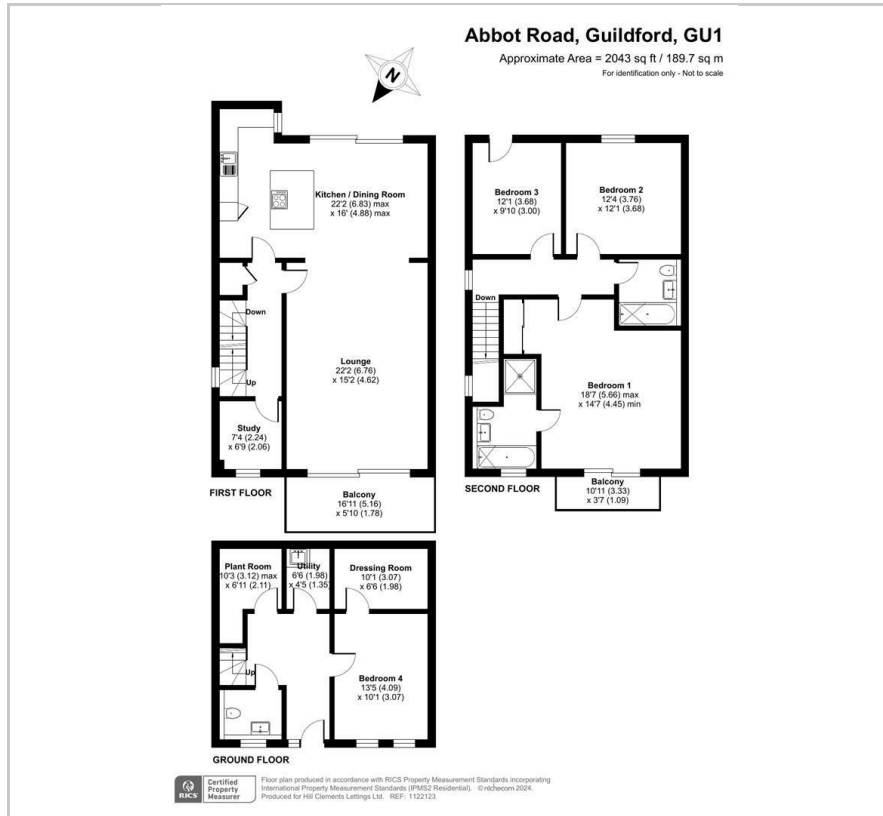 Abbot Road, Guildford, GU1
Approximate Area = 2043 sq ft / 189.7 sq m
For identification only - Not to scale
N
Kitchen / Dining Room
22'2 (6.83) max
x 16' (4.88) max
Down
Up
Lounge
22'2 (6.76)
x 15'2 (4.62)
Study
7'4 (2.24)
x 6'9 (2.06)
FIRST FLOOR
Balcony
16'11 (5.16)
x 5'10 (1.78)
Bedroom 3
12'1 (3.68)
x 9'10 (3.00)
Bedroom 2
12'4 (3.76)
x 12'1 (3.68)
Down
Bedroom 1
18'7 (5.66) max
x 14'7 (4.45) min
SECOND FLOOR
Balcony
10'11 (3.33)
x 3'7 (1.09)
Plant Room
10'3 (3.12) max
x 6'11 (2.11)
Utility
6'6 (1.98)
x 4'5 (1.35)
Dressing Room
10'1 (3.07)
x 6'6 (1.98)
Up
Bedroom 4
13'5 (4.09)
x 10'1 (3.07)
GROUND FLOOR
RICS
Certified
Property
Measurer
Floor plan produced in accordance with RICS Property Measurement Standards incorporating
International Property Measurement Standards (IPMS2 Residential). © nichecom 2024.
Produced for Hill Clements Lettings Ltd. REF: 1122123